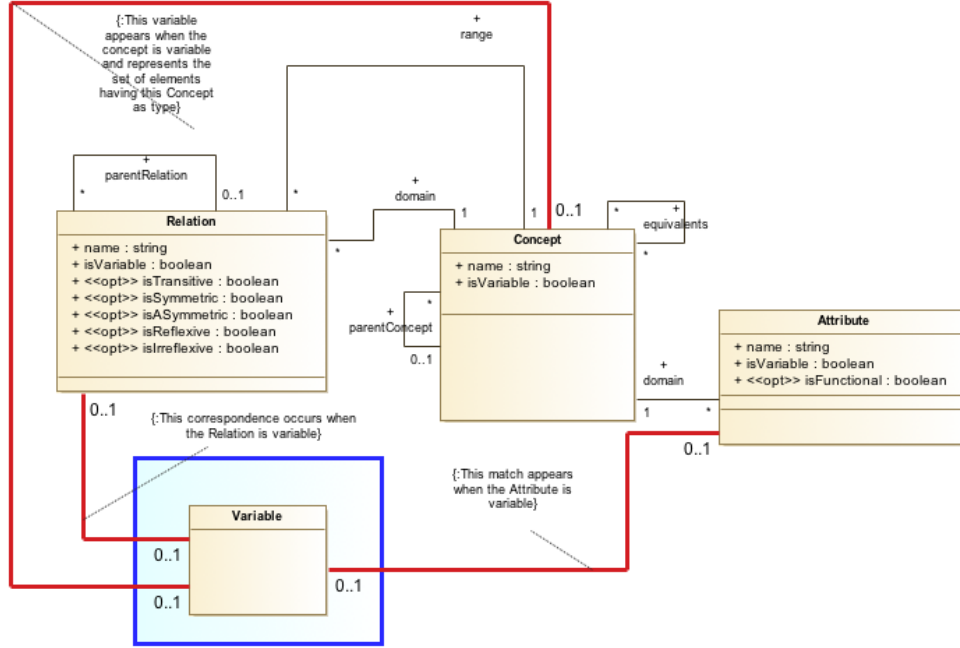 {:This variable
appears when the
concept is variable
and represents the
set of elements
having this Concept
as type}
+
range
+
parentRelation
*
0..1
*
+
domain
1
1
0..1
*
+
equivalents
*
*
Relation
+ name : string
+ isVariable : boolean
+ <<opt>> isTransitive : boolean
+ <<opt>> isSymmetric : boolean
+ <<opt>> isASymmetric : boolean
+ <<opt>> isReflexive : boolean
+ <<opt>> isIrreflexive : boolean
Concept
+ name : string
+ isVariable : boolean
*
+
parentConcept
0..1
Attribute
+ name : string
+ isVariable : boolean
+ <<opt>> isFunctional : boolean
+
domain
1
*
0..1
0..1
{:This correspondence occurs when
the Relation is variable}
{:This match appears
when the Attribute is
variable}
Variable
0..1
0..1
0..1